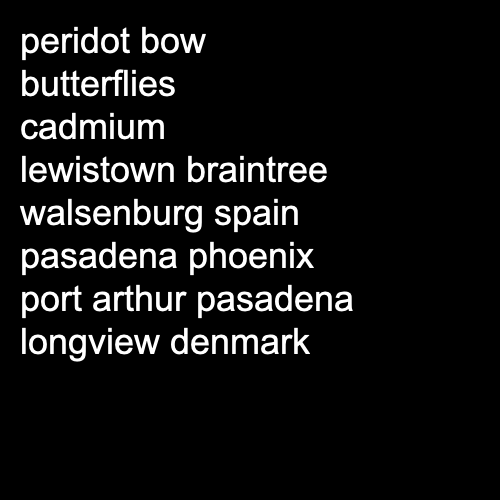 peridot bow
butterflies
cadmium
lewistown braintree
walsenburg spain
pasadena phoenix
port arthur pasadena
longview denmark